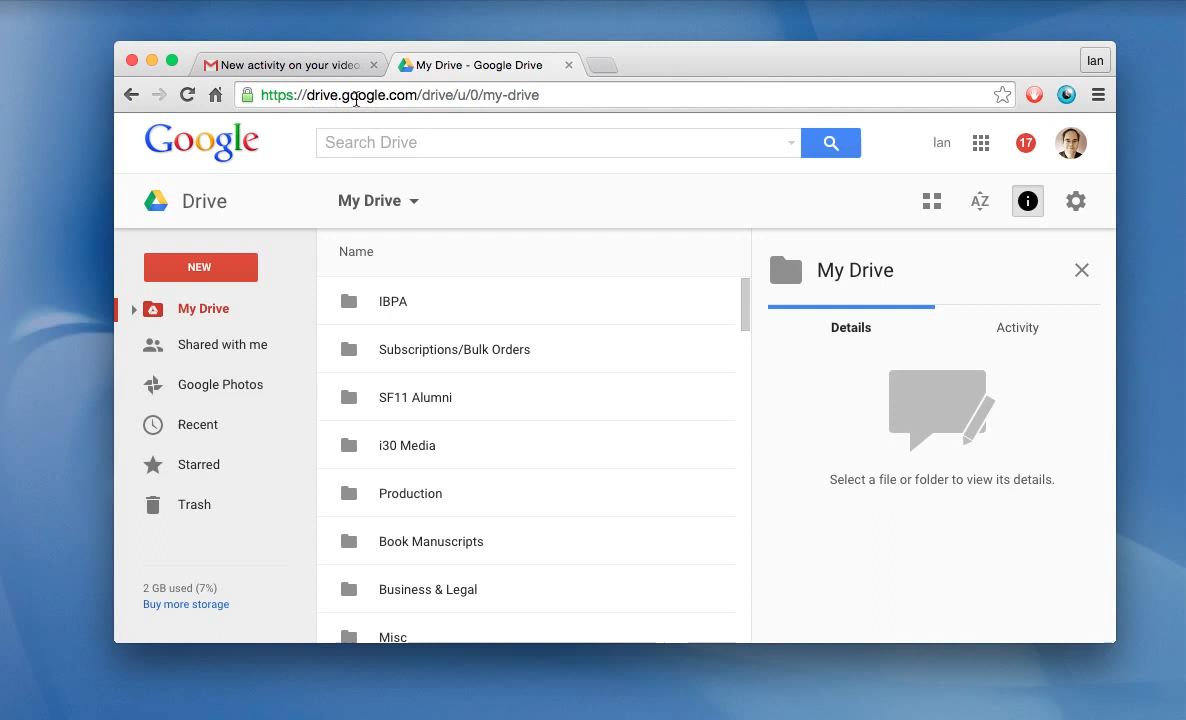 New activity on your video
My Drive - Google Drive
Ian
https://drive.google.com/drive/u/0/my-drive
Google
Search Drive
Ian
17
Drive
My Drive
AZ
i
NEW
My Drive
Shared with me
Google Photos
Recent
Starred
Trash
2 GB used (7%)
Buy more storage
Name
IBPA
Subscriptions/Bulk Orders
SF11 Alumni
i30 Media
Production
Book Manuscripts
Business & Legal
Misc
My Drive
Details
Activity
Select a file or folder to view its details.